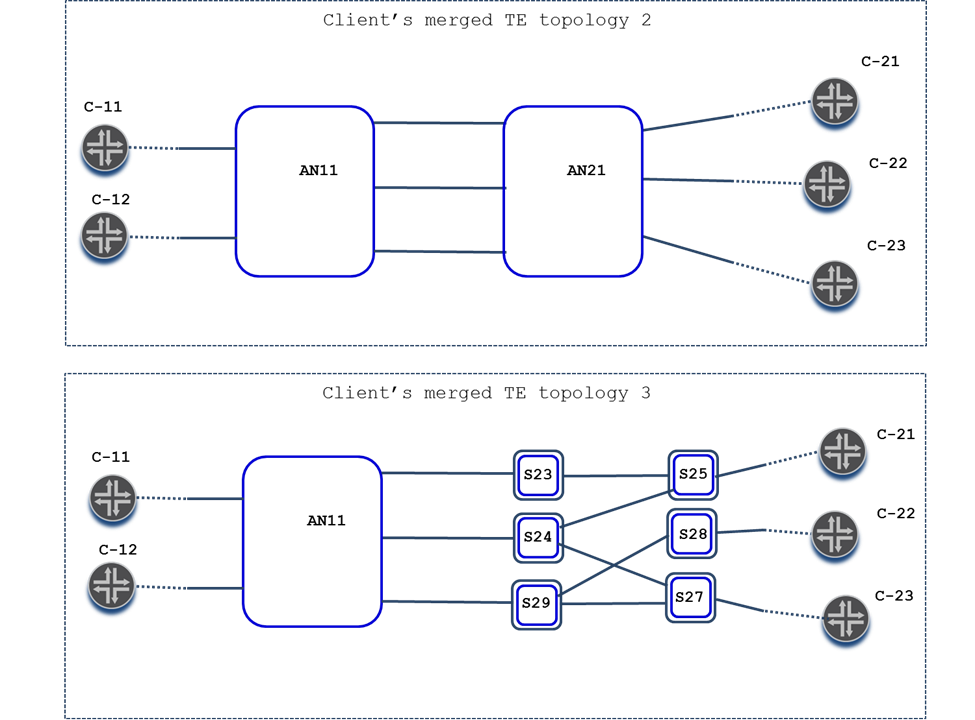 Client’s merged TE topology 2
C-21
C-11
C-22
AN11
AN21
C-12
C-23
Client’s merged TE topology 3
C-21
C-11
S23
S25
C-22
AN11
S24
S28
C-12
S29
S27
C-23